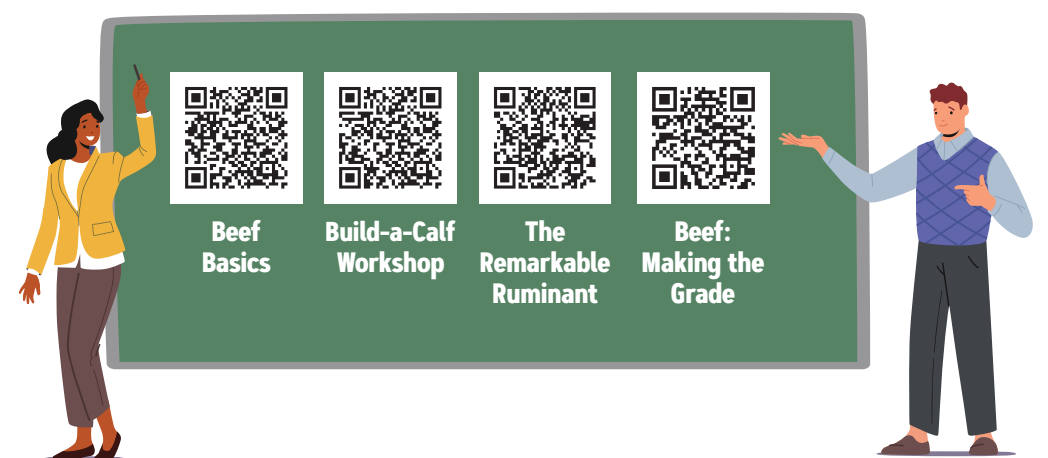 Beef
Basics
Build-a-Calf
Workshop
The
Remarkable
Ruminant
Beef:
Making the
Grade